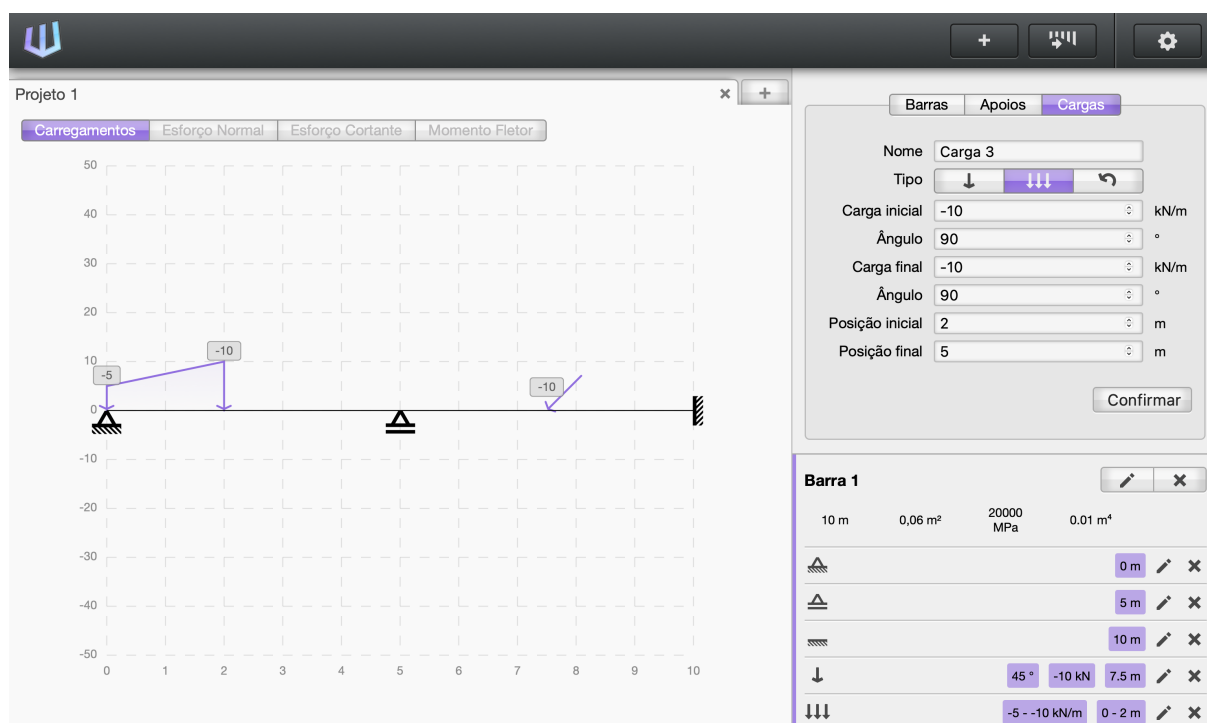 +
Projeto 1
× +
Carregamentos Esforço Normal Esforço Cortante Momento Fletor
50
40
30
20
10
0
-10
-20
-30
-40
-50
0 1 2 3 4 5 6 7 8 9 10
-5
-10
-10
Barras Apoios Cargas
Nome Carga 3
Tipo
Carga inicial -10 kN/m
Ângulo 90 °
Carga final -10 kN/m
Ângulo 90 °
Posição inicial 2 m
Posição final 5 m
Confirmar
Barra 1
10 m 0,06 m² 20000 MPa 0.01 m⁴
0 m
5 m
10 m
45 ° -10 kN 7.5 m
-5 - -10 kN/m 0 - 2 m